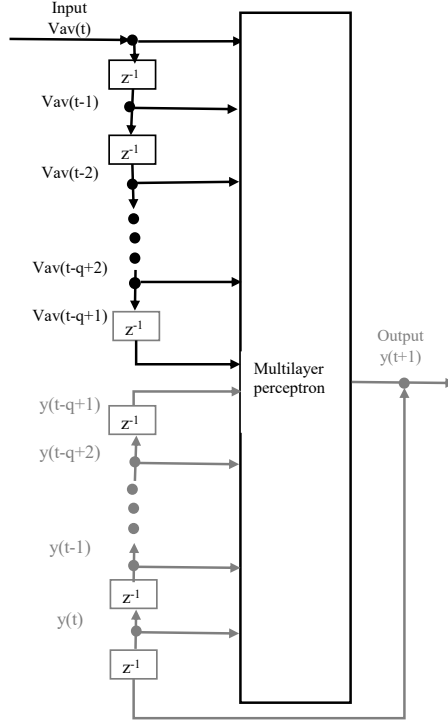 Input
Vav(t)
z-1
Vav(t-1)
z-1
Vav(t-2)
Vav(t-q+2)
Vav(t-q+1)
z-1
Multilayer
perceptron
Output
y(t+1)
y(t-q+1)
z-1
y(t-q+2)
y(t-1)
z-1
y(t)
z-1